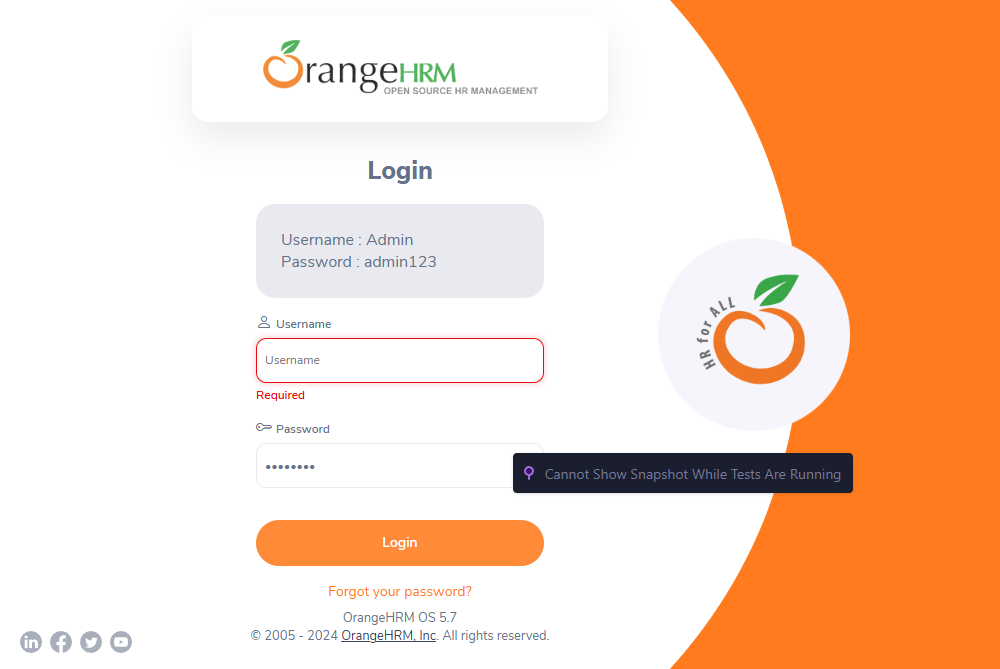 OrangeHRM
OPEN SOURCE HR MANAGEMENT
Login
Username : Admin
Password : admin123
Username
Username
Required
Password
••••••••
Cannot Show Snapshot While Tests Are Running
Login
Forgot your password?
OrangeHRM OS 5.7
© 2005 - 2024 OrangeHRM, Inc. All rights reserved.
HR for ALL
in